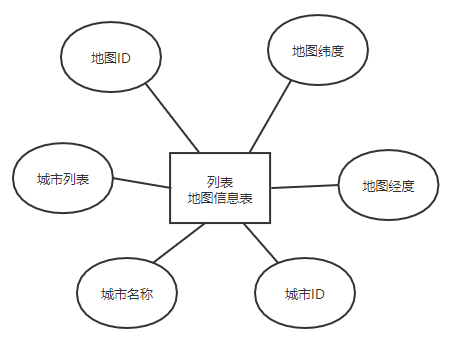 地图ID
地图纬度
城市列表
列表
地图信息表
地图经度
城市名称
城市ID